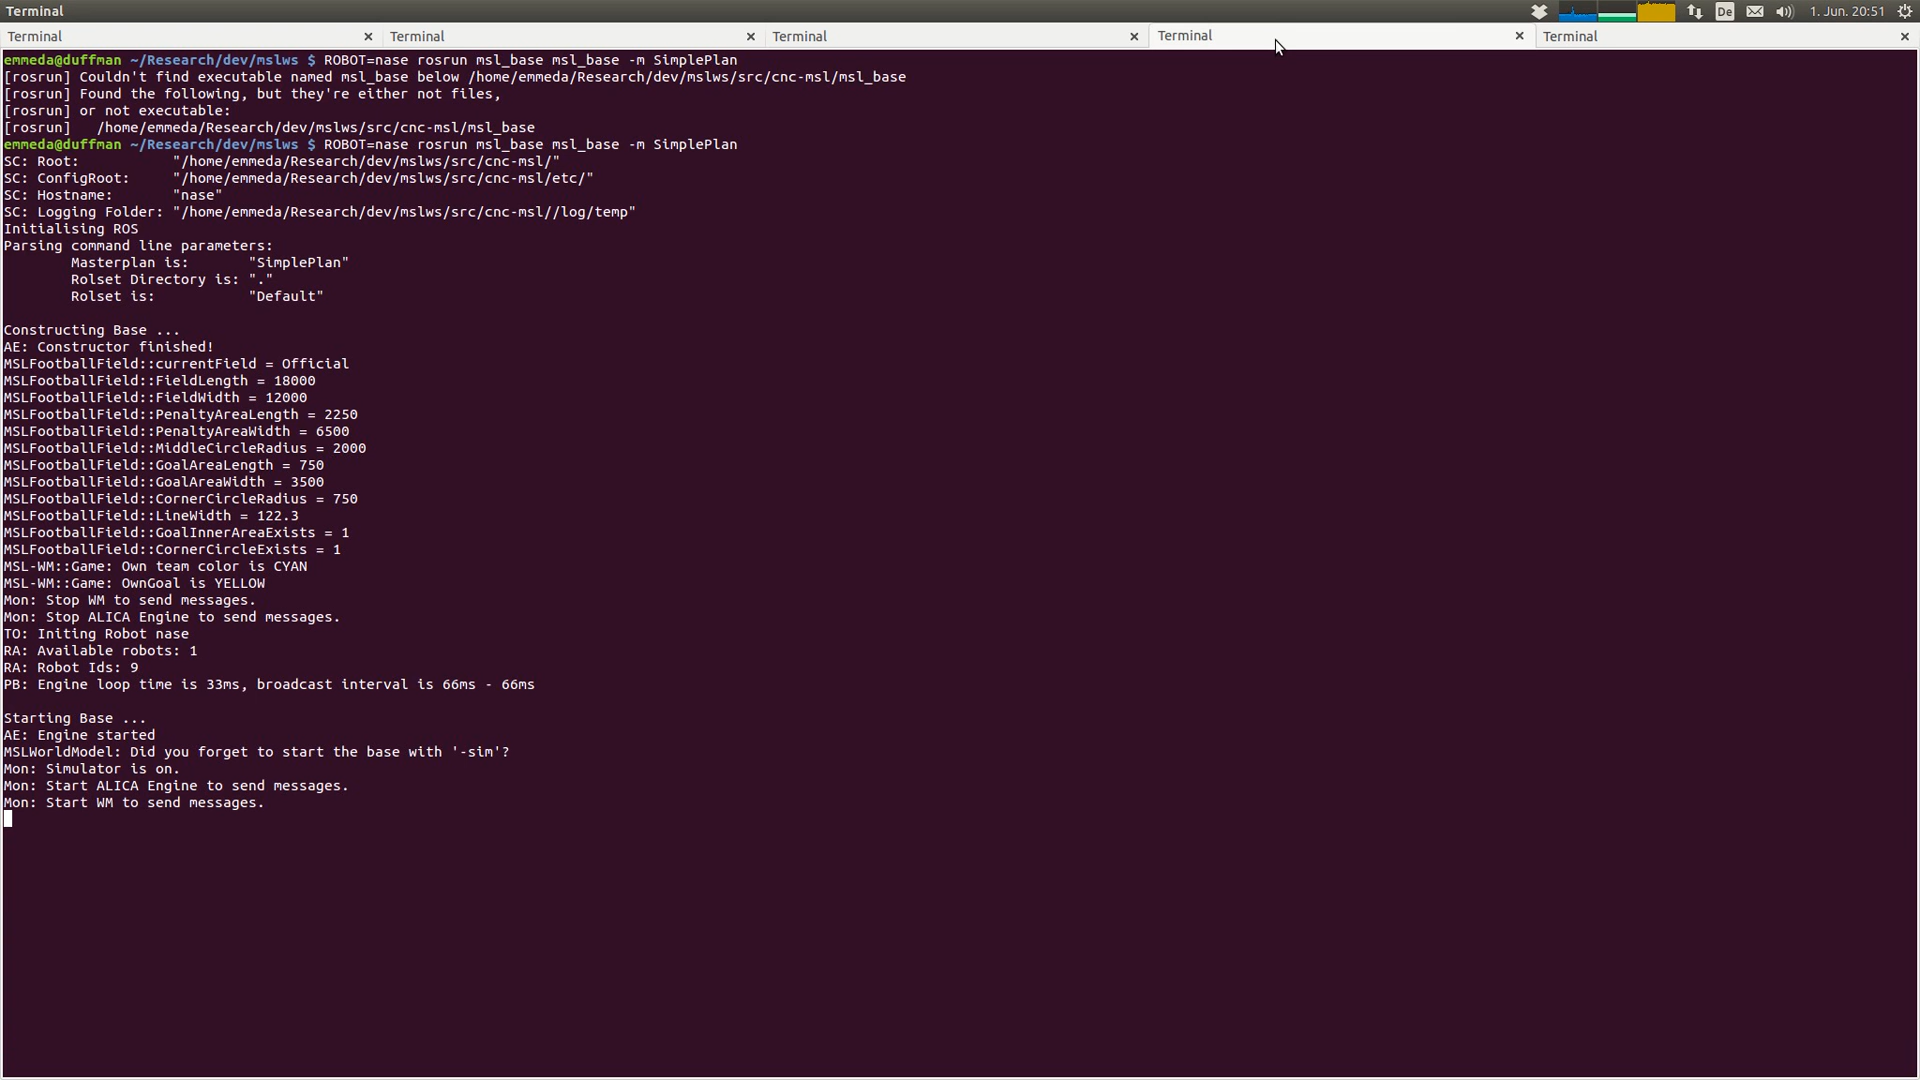 Terminal
De
1. Jun. 20:51
Terminal
Terminal
Terminal
Terminal
Terminal
emmeda@duffman ~/Research/dev/mslws $ ROBOT=nase rosrun msl_base msl_base -m SimplePlan
[rosrun] Couldn't find executable named msl_base below /home/emmeda/Research/dev/mslws/src/cnc-msl/msl_base
[rosrun] Found the following, but they're either not files,
[rosrun] or not executable:
[rosrun]   /home/emmeda/Research/dev/mslws/src/cnc-msl/msl_base
emmeda@duffman ~/Research/dev/mslws $ ROBOT=nase rosrun msl_base msl_base -m SimplePlan
SC: Root:           "/home/emmeda/Research/dev/mslws/src/cnc-msl/"
SC: ConfigRoot:     "/home/emmeda/Research/dev/mslws/src/cnc-msl/etc/"
SC: Hostname:       "nase"
SC: Logging Folder: "/home/emmeda/Research/dev/mslws/src/cnc-msl//log/temp"
Initialising ROS
Parsing command line parameters:
        Masterplan is:       "SimplePlan"
        Rolset Directory is: "."
        Rolset is:           "Default"
Constructing Base ...
AE: Constructor finished!
MSLFootballField::currentField = Official
MSLFootballField::FieldLength = 18000
MSLFootballField::FieldWidth = 12000
MSLFootballField::PenaltyAreaLength = 2250
MSLFootballField::PenaltyAreaWidth = 6500
MSLFootballField::MiddleCircleRadius = 2000
MSLFootballField::GoalAreaLength = 750
MSLFootballField::GoalAreaWidth = 3500
MSLFootballField::CornerCircleRadius = 750
MSLFootballField::LineWidth = 122.3
MSLFootballField::GoalInnerAreaExists = 1
MSLFootballField::CornerCircleExists = 1
MSL-WM::Game: Own team color is CYAN
MSL-WM::Game: OwnGoal is YELLOW
Mon: Stop WM to send messages.
Mon: Stop ALICA Engine to send messages.
TO: Initing Robot nase
RA: Available robots: 1
RA: Robot Ids: 9
PB: Engine loop time is 33ms, broadcast interval is 66ms - 66ms
Starting Base ...
AE: Engine started
MSLWorldModel: Did you forget to start the base with '-sim'?
Mon: Simulator is on.
Mon: Start ALICA Engine to send messages.
Mon: Start WM to send messages.